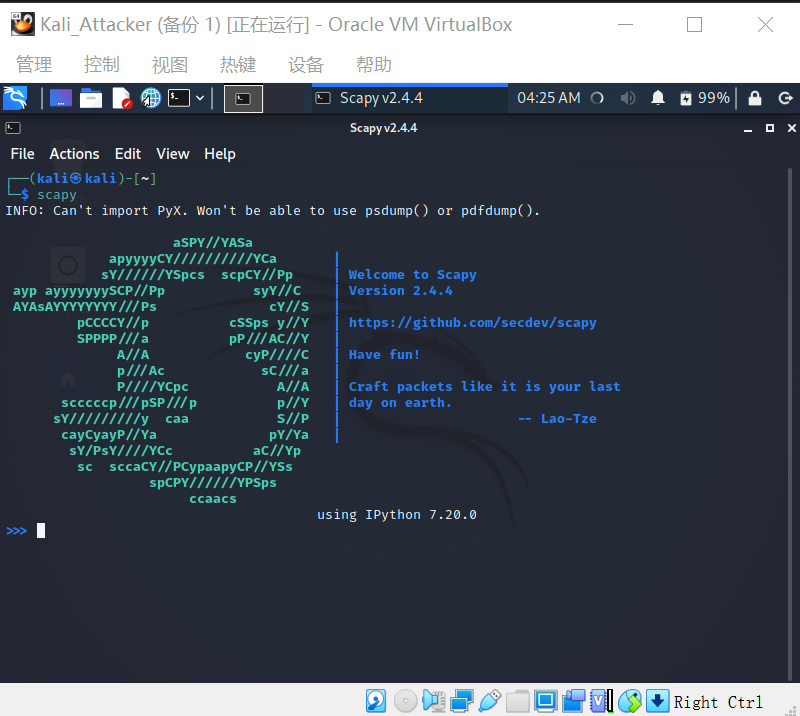 Kali_Attacker (备份 1) [正在运行] - Oracle VM VirtualBox
管理 控制 视图 热键 设备 帮助
Scapy v2.4.4 04:25 AM 99%
Scapy v2.4.4
File Actions Edit View Help
┌──(kali㉿kali)-[~]
└─$ scapy
INFO: Can't import PyX. Won't be able to use psdump() or pdfdump().
aSPY//YASa
apyyyyCY//////////YCa |
sY//////YSpcs scpCY//Pp | Welcome to Scapy
ayp ayyyyyyySCP//Pp syY//C | Version 2.4.4
AYAsAYYYYYYYY///Ps cY//S |
pCCCCY//p cSSps y//Y | https://github.com/secdev/scapy
SPPPP///a pP///AC//Y |
A//A cyP////C | Have fun!
p///Ac sC///a |
P////YCpc A//A | Craft packets like it is your last
scccccp///pSP///p p//Y | day on earth.
sY/////////y caa S//P | -- Lao-Tze
cayCyayP//Ya pY/Ya |
sY/PsY////YCc aC//Yp
sc sccaCY//PCypaapyCP//YSs
spCPY//////YPSps
ccaacs
using IPython 7.20.0
>>>
Right Ctrl